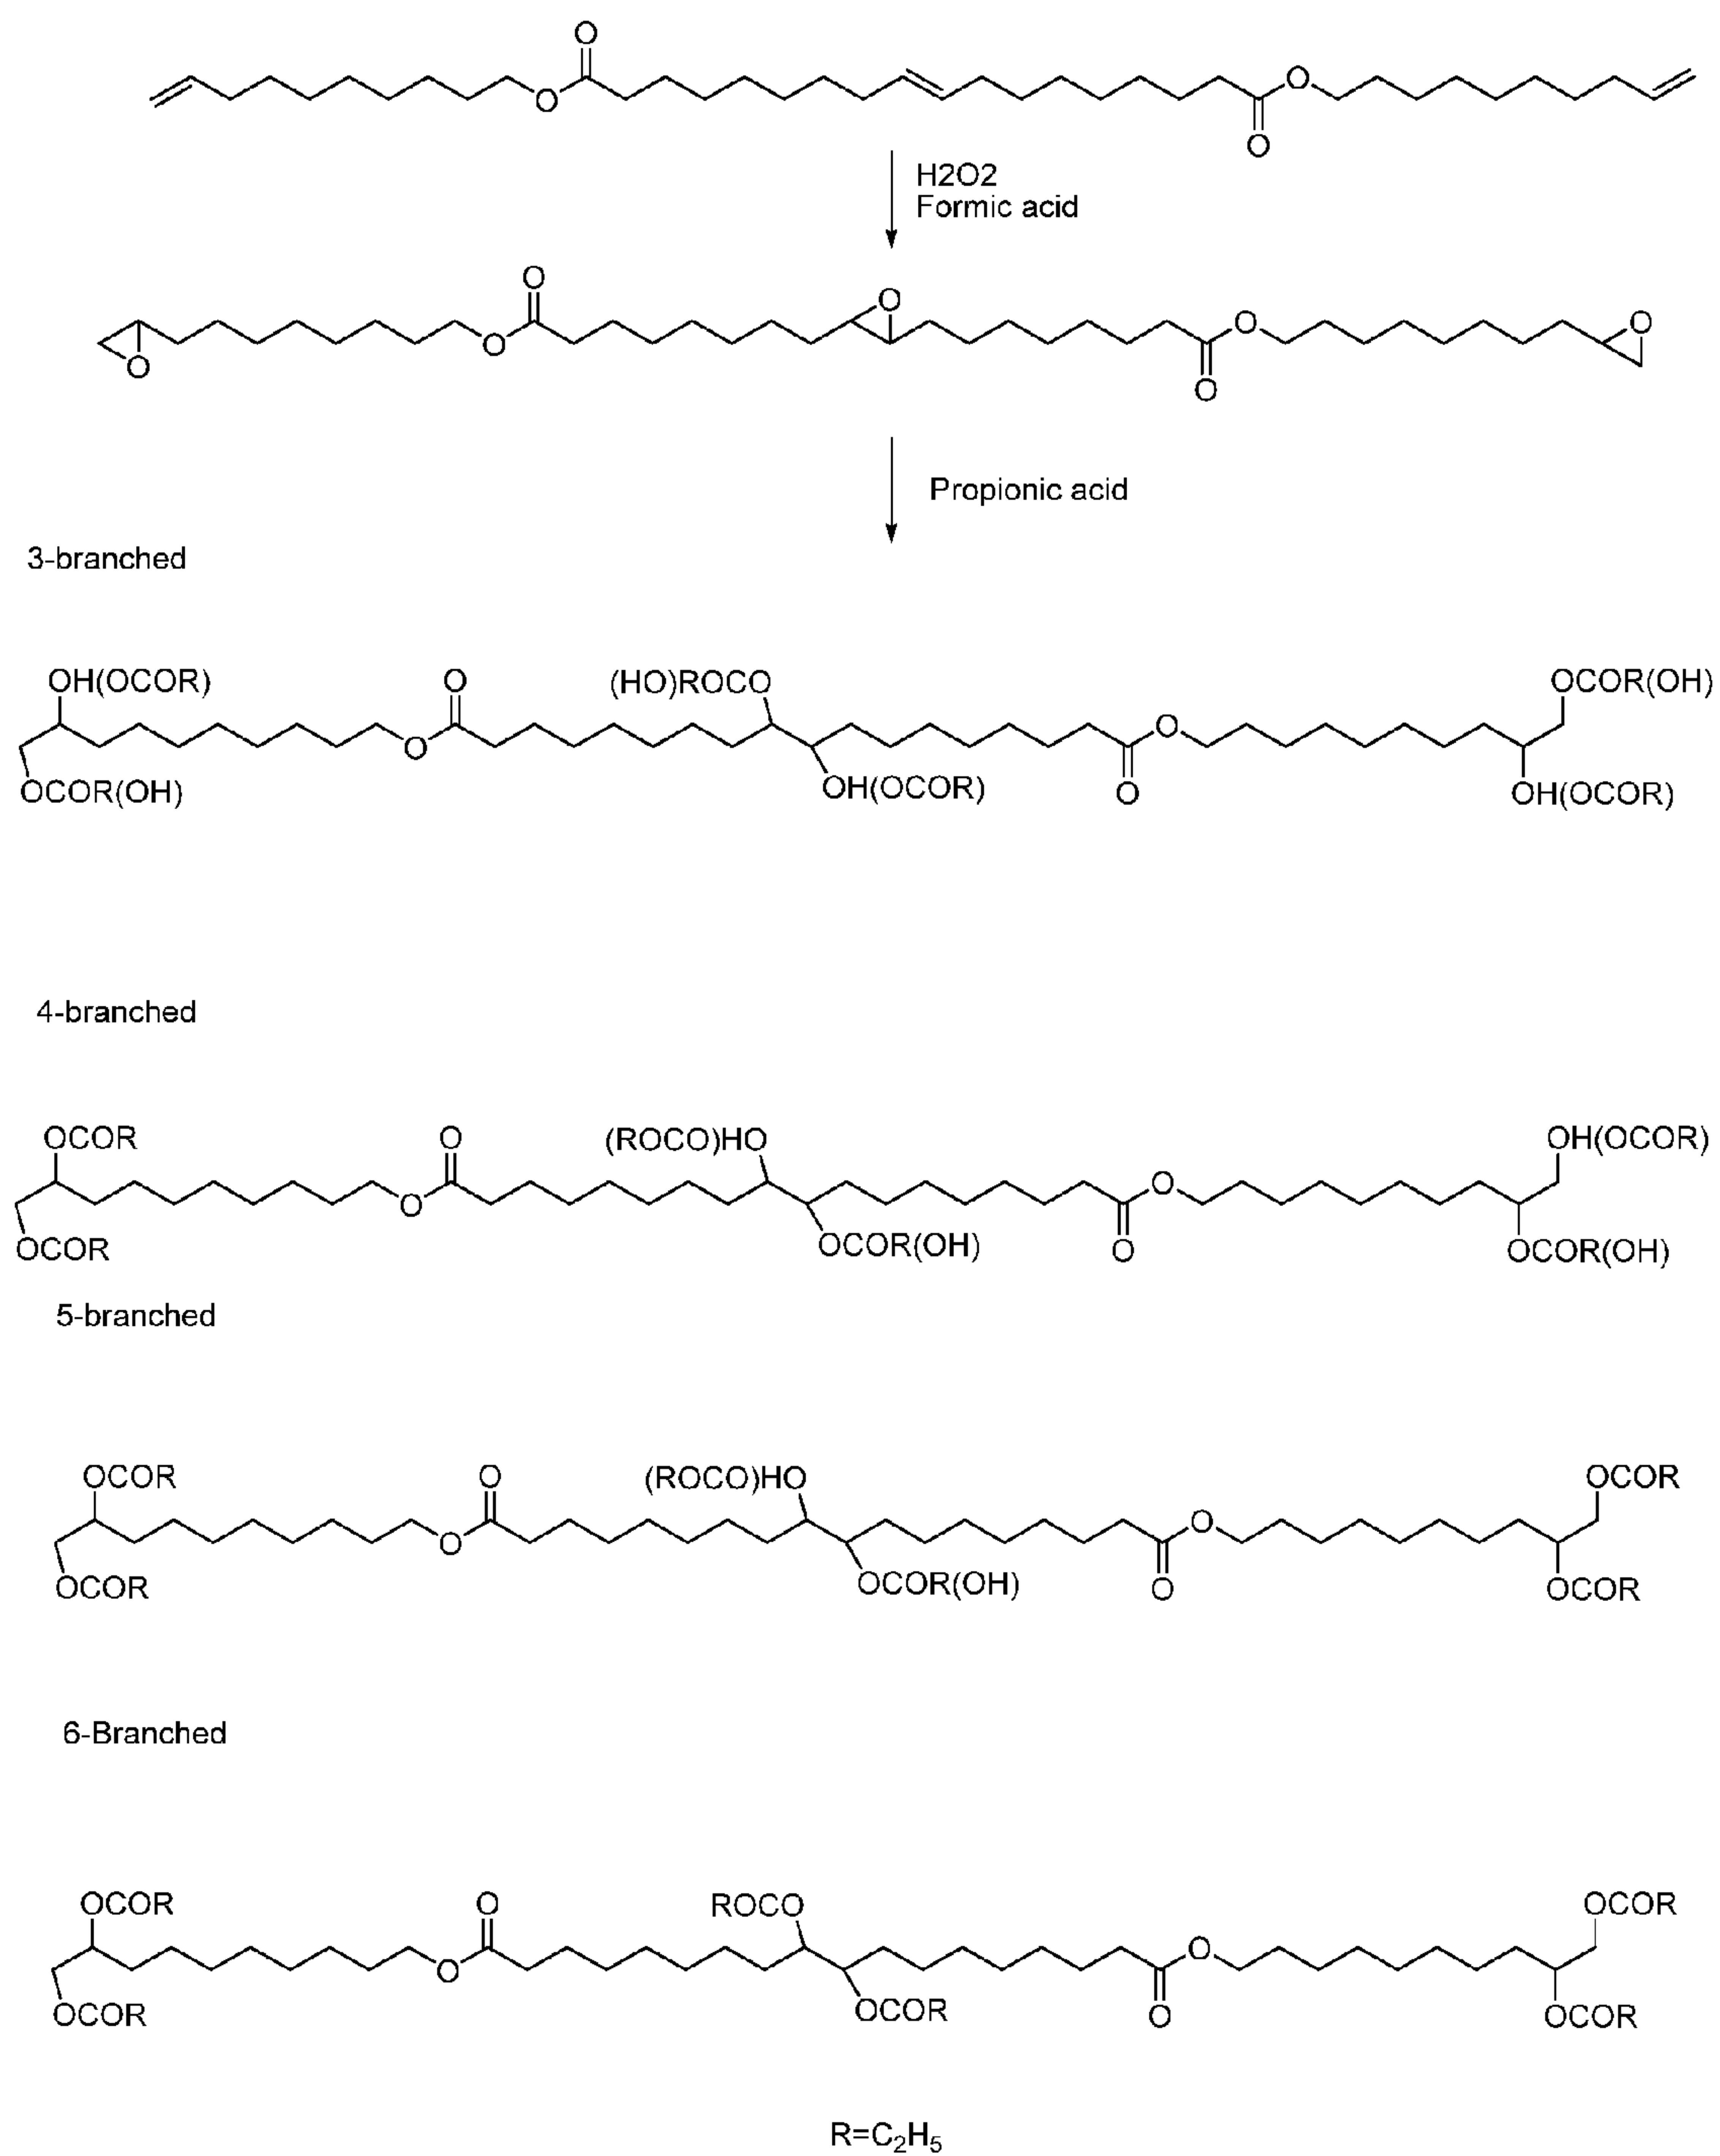 O
O
O
O
H2O2
Formic acid
O
O
O
O
O
O
O
Propionic acid
3-branched
OH(OCOR)
O
(HO)ROCO
OCOR(OH)
O
O
OCOR(OH)
OH(OCOR)
O
OH(OCOR)
4-branched
OCOR
O
(ROCO)HO
OH(OCOR)
O
O
OCOR
OCOR(OH)
O
OCOR(OH)
5-branched
OCOR
O
(ROCO)HO
OCOR
O
O
OCOR
OCOR(OH)
O
OCOR
6-Branched
OCOR
O
ROCO
OCOR
O
O
OCOR
OCOR
O
OCOR
R=C2H5